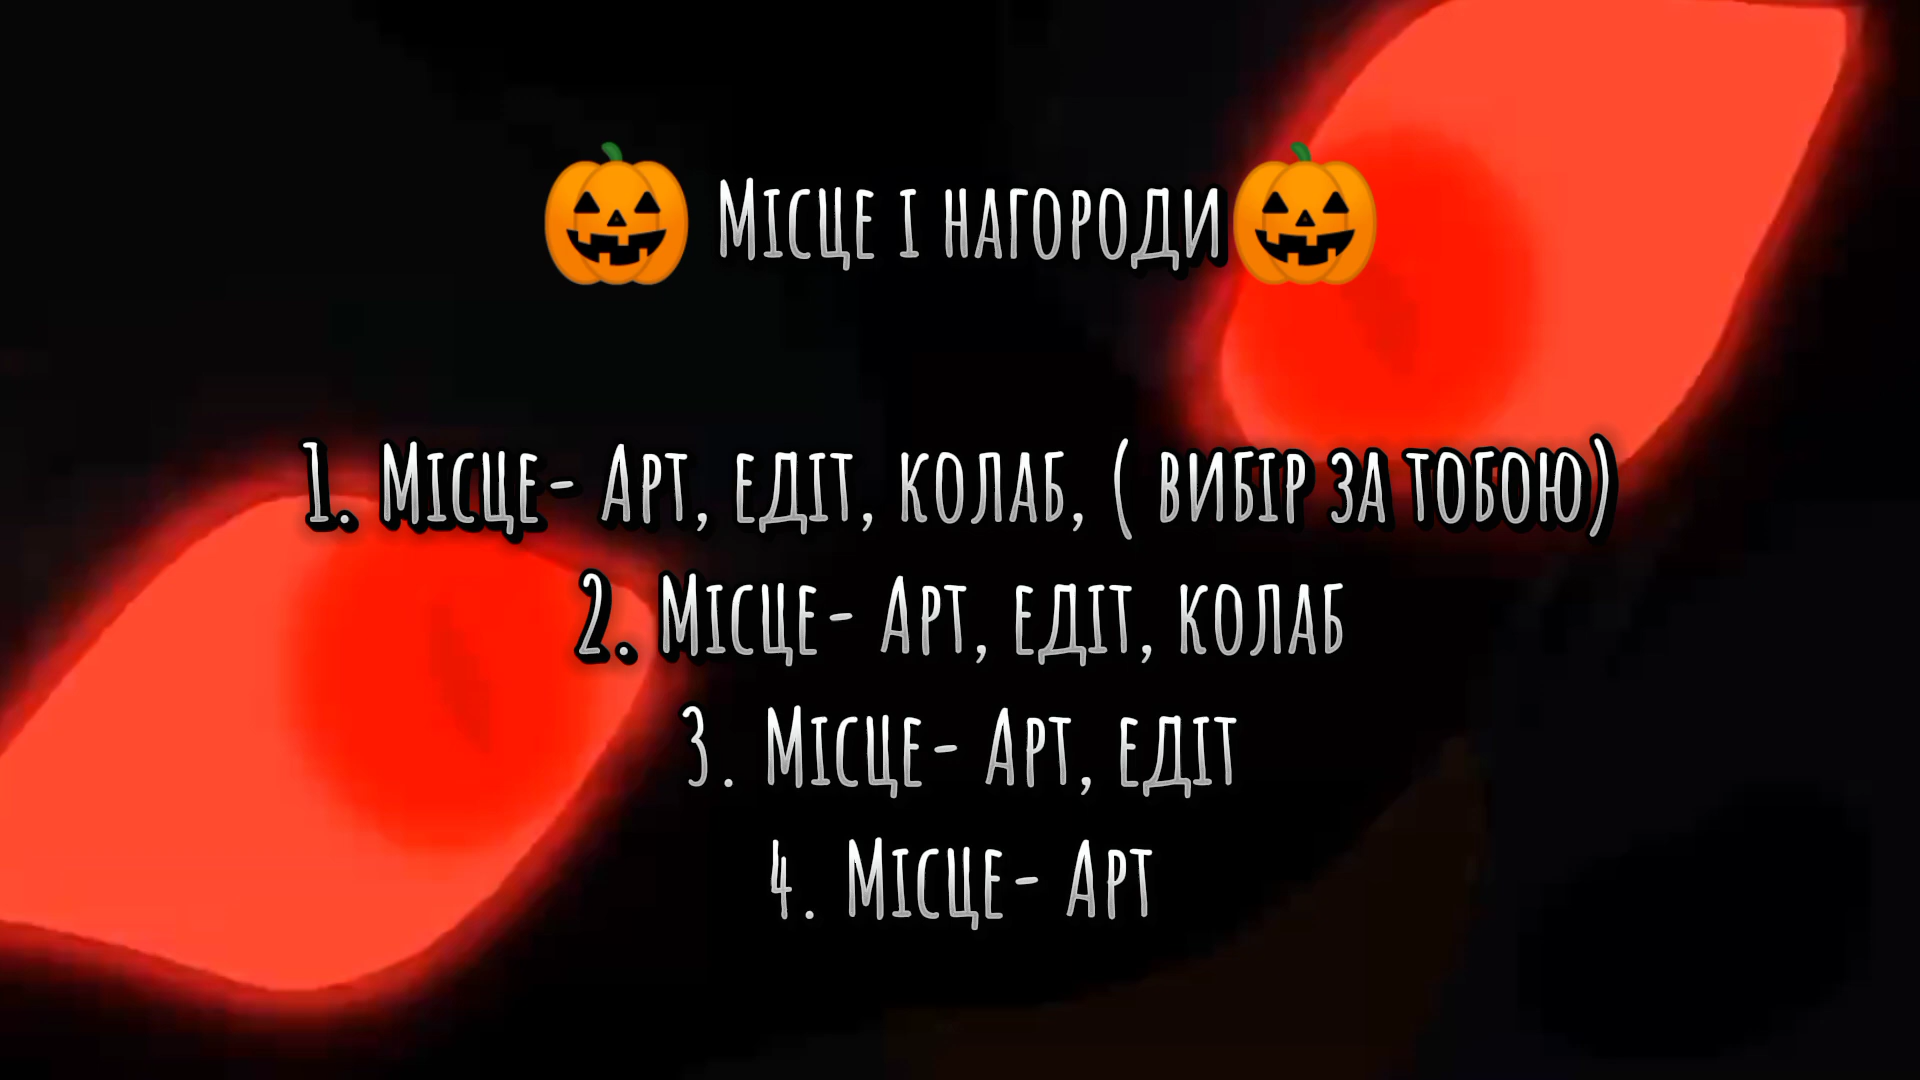 🎃 Місце і нагороди🎃
1. Місце- Арт, едіт, колаб, ( вибір за тобою)
2. Місце- Арт, едіт, колаб
3. Місце- Арт, едіт
4. Місце- Арт